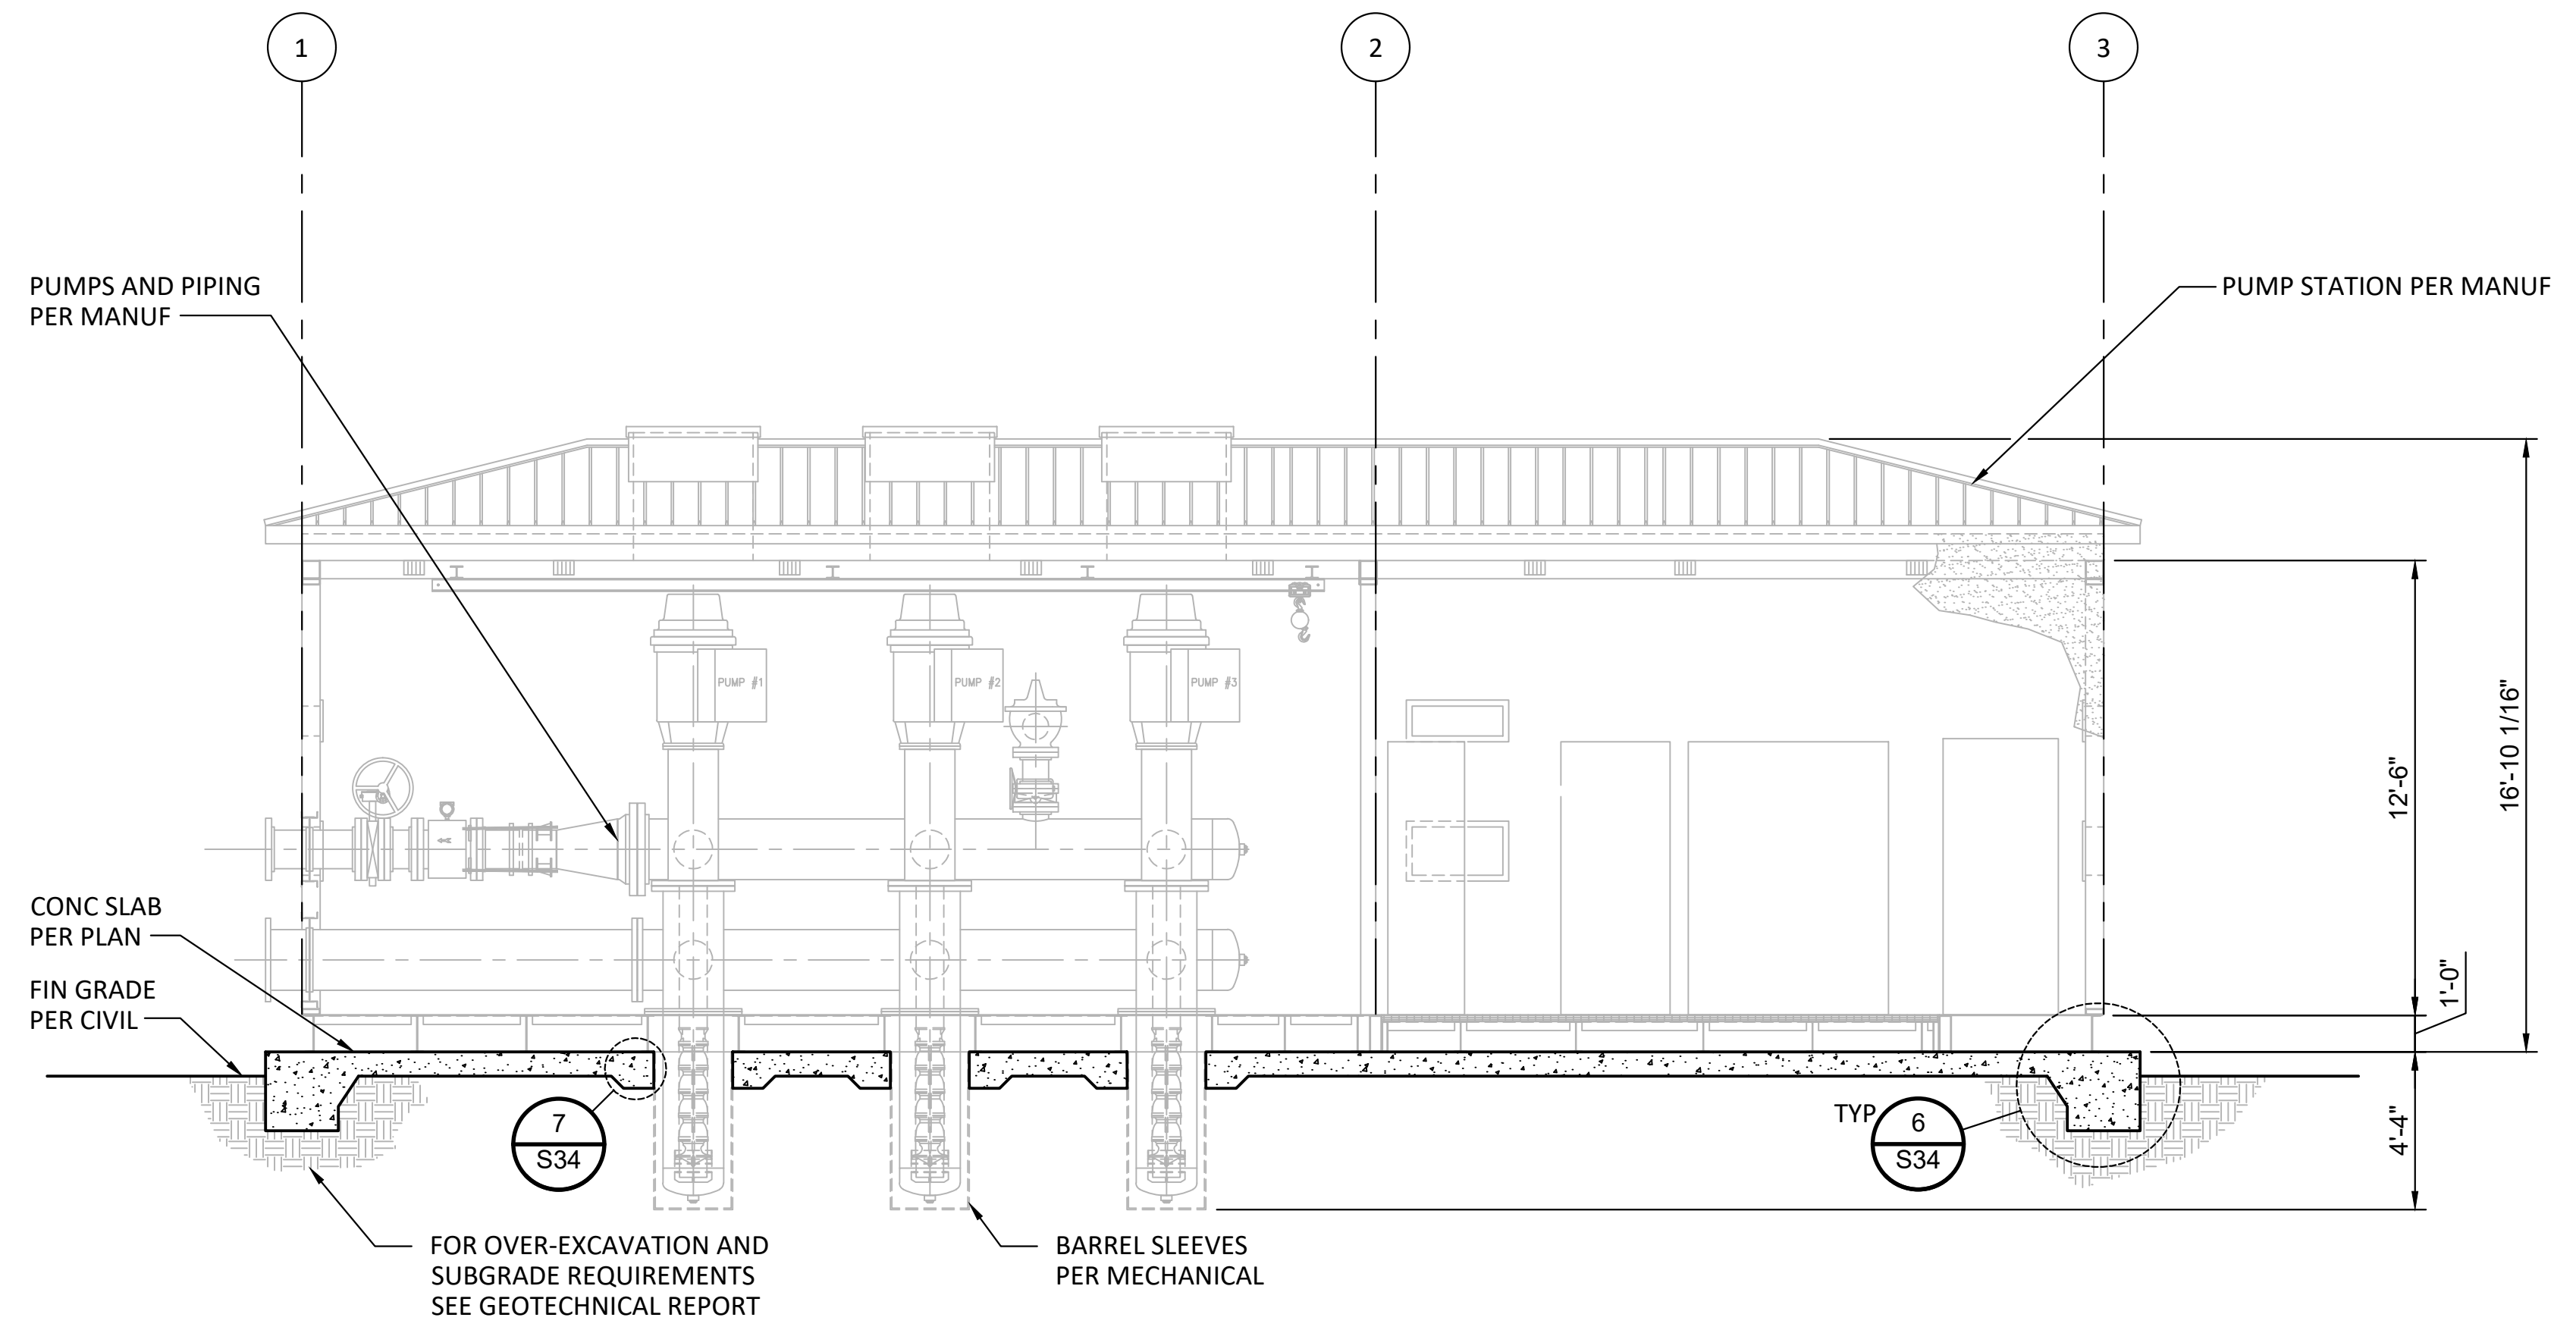 1
2
3
PUMPS AND PIPING
PER MANUF
PUMP STATION PER MANUF
PUMP #1
PUMP #2
PUMP #3
12'-6"
16'-10 1/16"
1'-0"
4'-4"
CONC SLAB
PER PLAN
FIN GRADE
PER CIVIL
7
S34
TYP
6
S34
FOR OVER-EXCAVATION AND
SUBGRADE REQUIREMENTS
SEE GEOTECHNICAL REPORT
BARREL SLEEVES
PER MECHANICAL